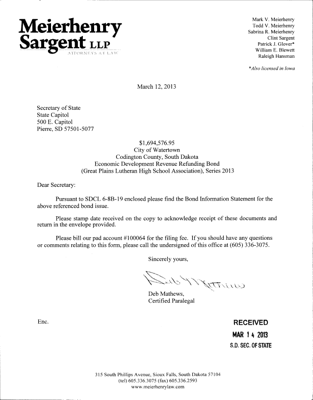 Meierhenry
Sargent LLP
ATTORNEYS AT LAW
Mark V. Meierhenry
Todd V. Meierhenry
Sabrina R. Meierhenry
Clint Sargent
Patrick J. Glover*
William E. Blewett
Raleigh Hansman
*Also licensed in Iowa
March 12, 2013
Secretary of State
State Capitol
500 E. Capitol
Pierre, SD 57501-5077
$1,694,576.95
City of Watertown
Codington County, South Dakota
Economic Development Revenue Refunding Bond
(Great Plains Lutheran High School Association), Series 2013
Dear Secretary:
Pursuant to SDCL 6-8B-19 enclosed please find the Bond Information Statement for the
above referenced bond issue.
Please stamp date received on the copy to acknowledge receipt of these documents and
return in the envelope provided.
Please bill our pad account #100064 for the filing fee. If you should have any questions
or comments relating to this form, please call the undersigned of this office at (605) 336-3075.
Sincerely yours,
Deb Mathews
Deb Mathews,
Certified Paralegal
Enc.
RECEIVED
MAR 14 2013
S.D. SEC. OF STATE
315 South Phillips Avenue, Sioux Falls, South Dakota 57104
(tel) 605.336.3075 (fax) 605.336.2593
www.meierhenrylaw.com